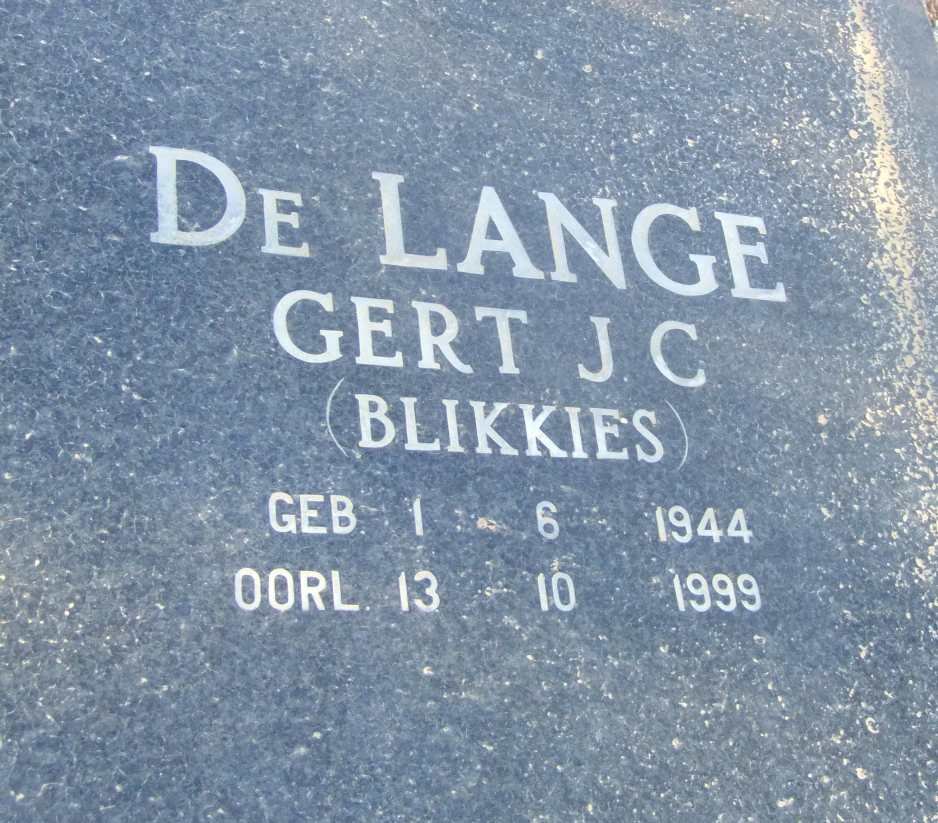 De LANGE
GERT J C
(BLIKKIES)
GEB. 1 6 1944
OORL. 13 10 1999